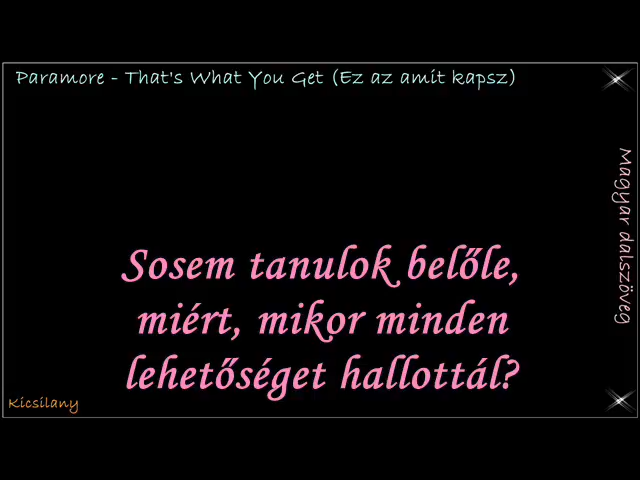 Paramore - That's What You Get (Ez az amit kapsz)
Magyar dalszöveg
Sosem tanulok belőle,
miért, mikor minden
lehetőséget hallottál?
Kicsilany